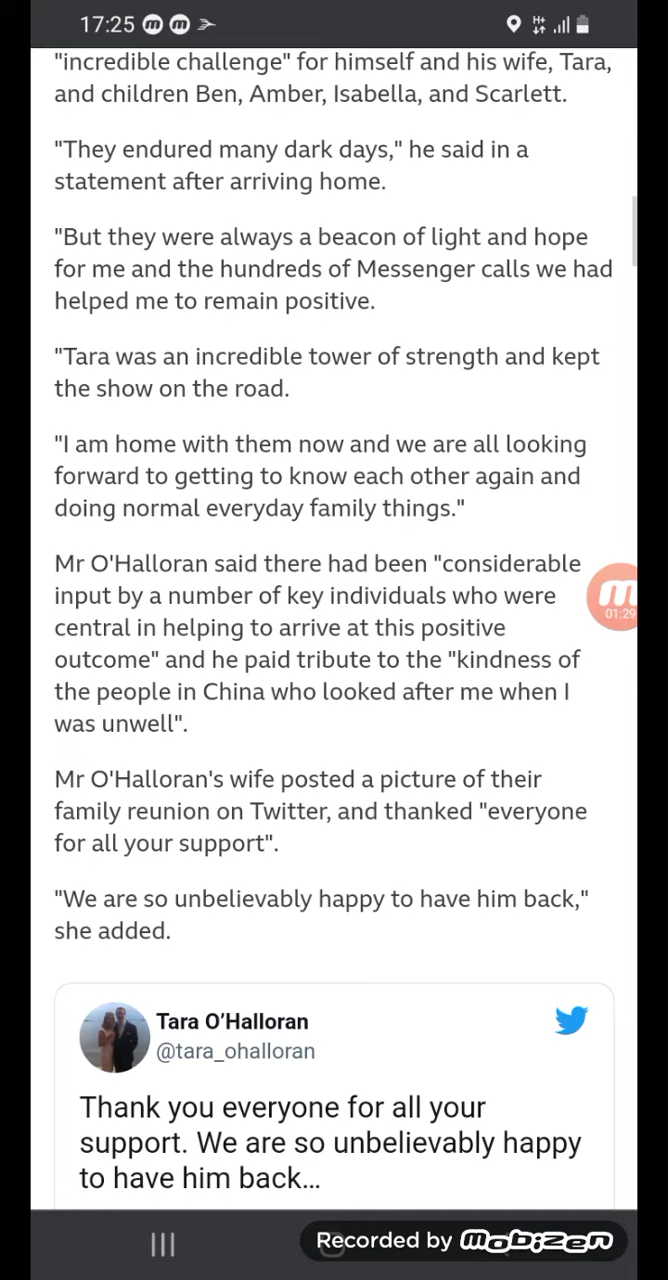 17:25
"incredible challenge" for himself and his wife, Tara,
and children Ben, Amber, Isabella, and Scarlett.
"They endured many dark days," he said in a
statement after arriving home.
"But they were always a beacon of light and hope
for me and the hundreds of Messenger calls we had
helped me to remain positive.
"Tara was an incredible tower of strength and kept
the show on the road.
"I am home with them now and we are all looking
forward to getting to know each other again and
doing normal everyday family things."
Mr O'Halloran said there had been "considerable
input by a number of key individuals who were
central in helping to arrive at this positive
outcome" and he paid tribute to the "kindness of
the people in China who looked after me when I
was unwell".
01:29
Mr O'Halloran's wife posted a picture of their
family reunion on Twitter, and thanked "everyone
for all your support".
"We are so unbelievably happy to have him back,"
she added.
Tara O’Halloran
@tara_ohalloran
Thank you everyone for all your
support. We are so unbelievably happy
to have him back...
Recorded by mobizen